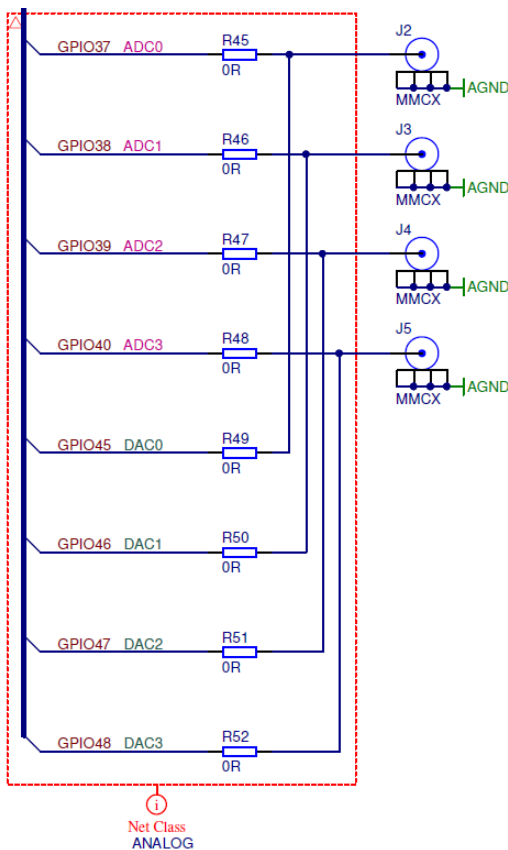 GPIO37 ADC0 R45 0R
J2
MMCX AGND
GPIO38 ADC1 R46 0R
J3
MMCX AGND
GPIO39 ADC2 R47 0R
J4
MMCX AGND
GPIO40 ADC3 R48 0R
J5
MMCX AGND
GPIO45 DAC0 R49 0R
GPIO46 DAC1 R50 0R
GPIO47 DAC2 R51 0R
GPIO48 DAC3 R52 0R
i
Net Class
ANALOG